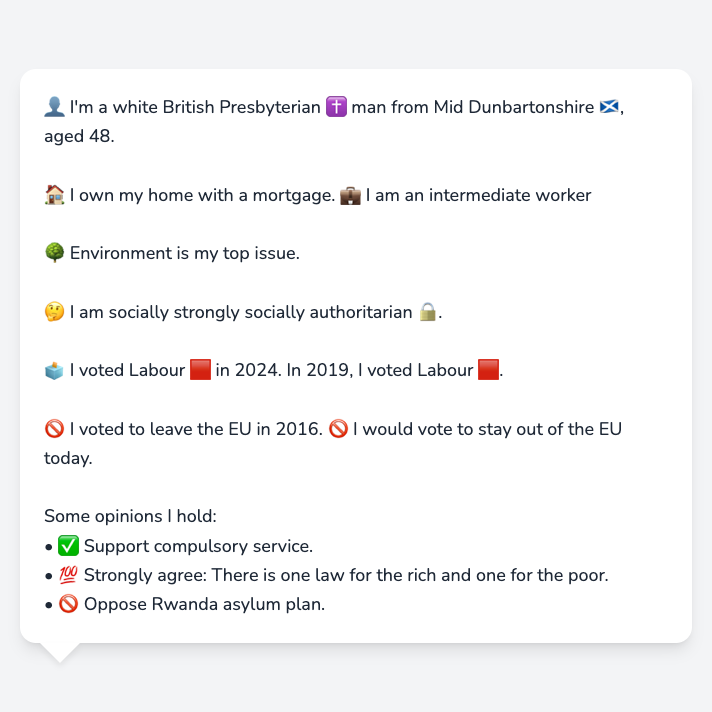 👤 I'm a white British Presbyterian ✝️ man from Mid Dunbartonshire 🏴󠁧󠁢󠁳󠁣󠁴󠁿,
aged 48.
🏠 I own my home with a mortgage. 💼 I am an intermediate worker
🌳 Environment is my top issue.
🤔 I am socially strongly socially authoritarian 🔒.
🗳️ I voted Labour 🟥 in 2024. In 2019, I voted Labour 🟥.
🚫 I voted to leave the EU in 2016. 🚫 I would vote to stay out of the EU
today.
Some opinions I hold:
• ✅ Support compulsory service.
• 💯 Strongly agree: There is one law for the rich and one for the poor.
• 🚫 Oppose Rwanda asylum plan.